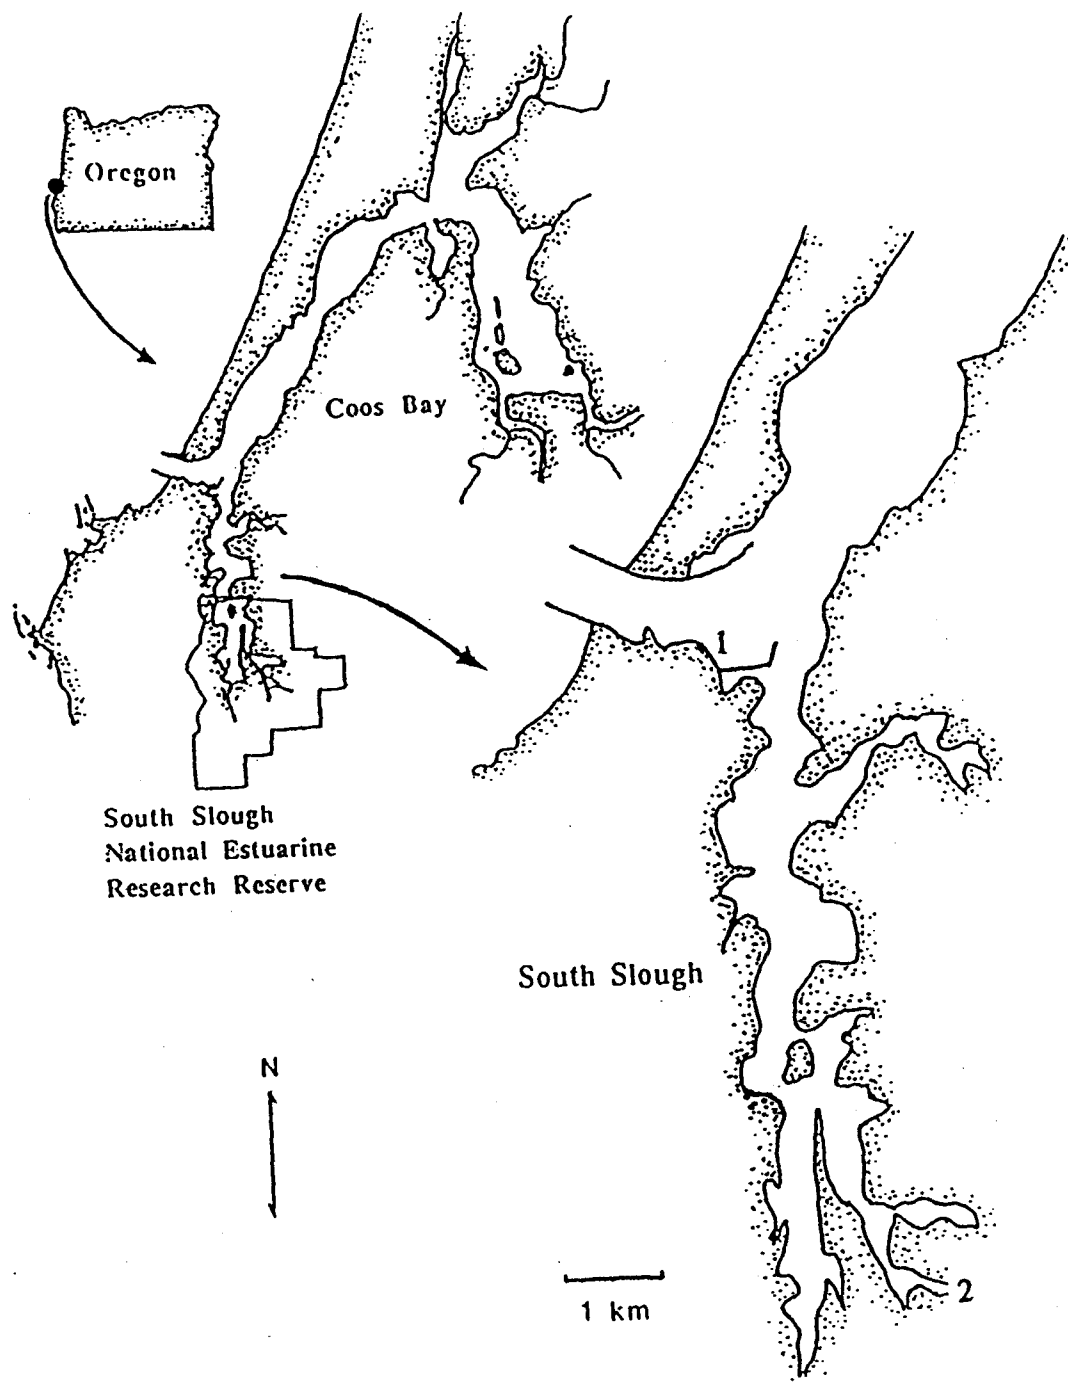 Oregon
Coos Bay
1
South Slough
National Estuarine
Research Reserve
South Slough
N
2
1 km